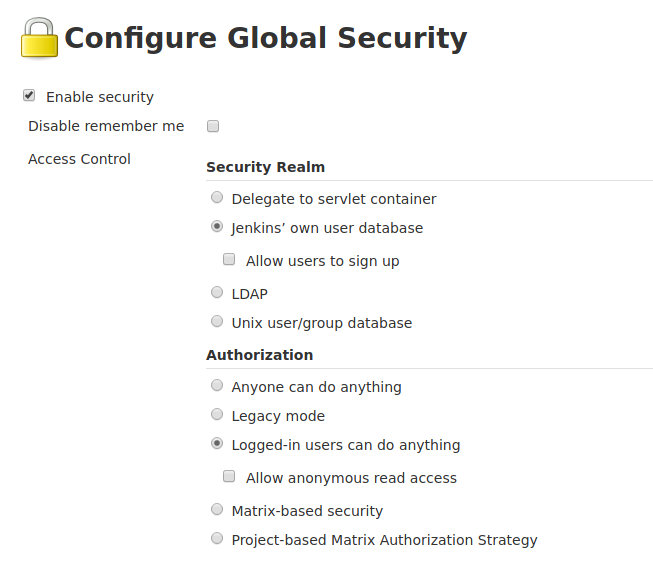 Configure Global Security
Enable security
Disable remember me
Access Control
Security Realm
Delegate to servlet container
Jenkins’ own user database
Allow users to sign up
LDAP
Unix user/group database
Authorization
Anyone can do anything
Legacy mode
Logged-in users can do anything
Allow anonymous read access
Matrix-based security
Project-based Matrix Authorization Strategy